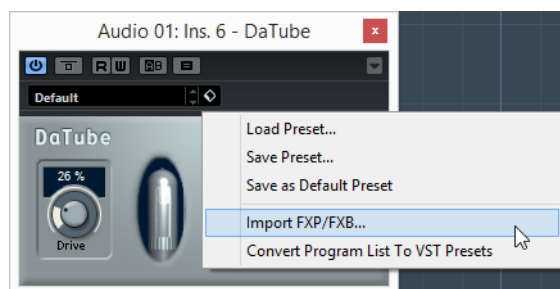 Audio 01: Ins. 6 - DaTube
x
R W AB
Default
DaTube
26 %
Drive
Load Preset...
Save Preset...
Save as Default Preset
Import FXP/FXB...
Convert Program List To VST Presets